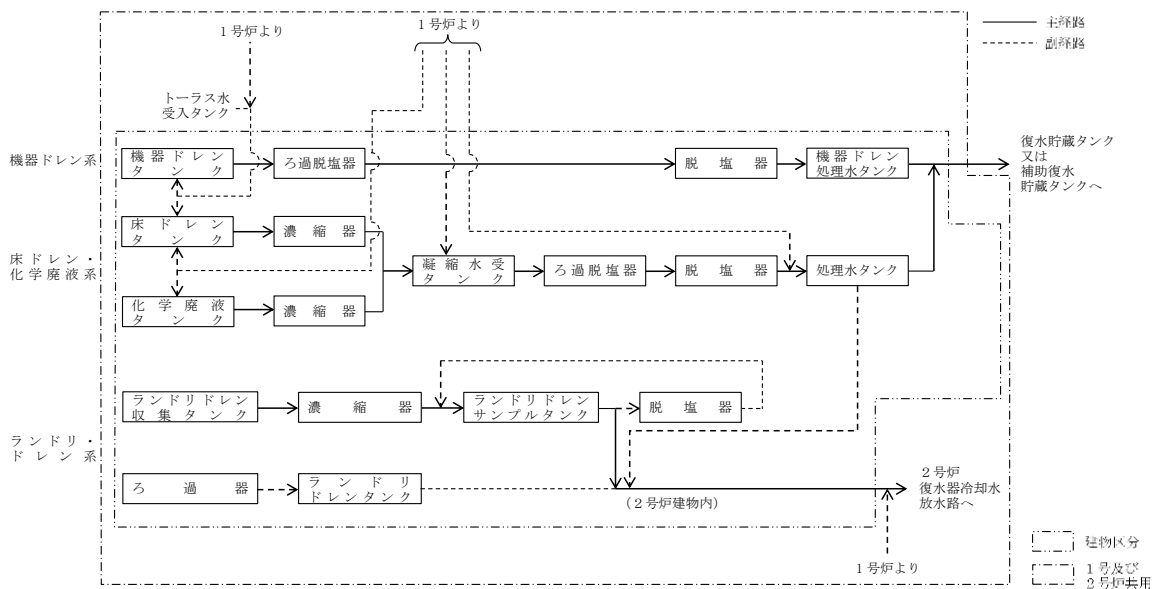 1号炉より
1号炉より
主経路
副経路
トーラス水
受入タンク
機器ドレン系
機器ドレン
タンク
ろ過脱塩器
脱塩器
機器ドレン
処理水タンク
復水貯蔵タンク
又は
補助復水
貯蔵タンクへ
床ドレン
タンク
濃縮器
床ドレン・
化学廃液系
凝縮水受
タンク
ろ過脱塩器
脱塩器
処理水タンク
化学廃液
タンク
濃縮器
ランドリドレン
収集タンク
濃縮器
ランドリドレン
サンプルタンク
脱塩器
ランドリ・
ドレン系
ろ過器
ランドリ
ドレンタンク
(2号炉建物内)
2号炉
復水器冷却水
放水路へ
1号炉より
建物区分
1号及び
2号炉共用